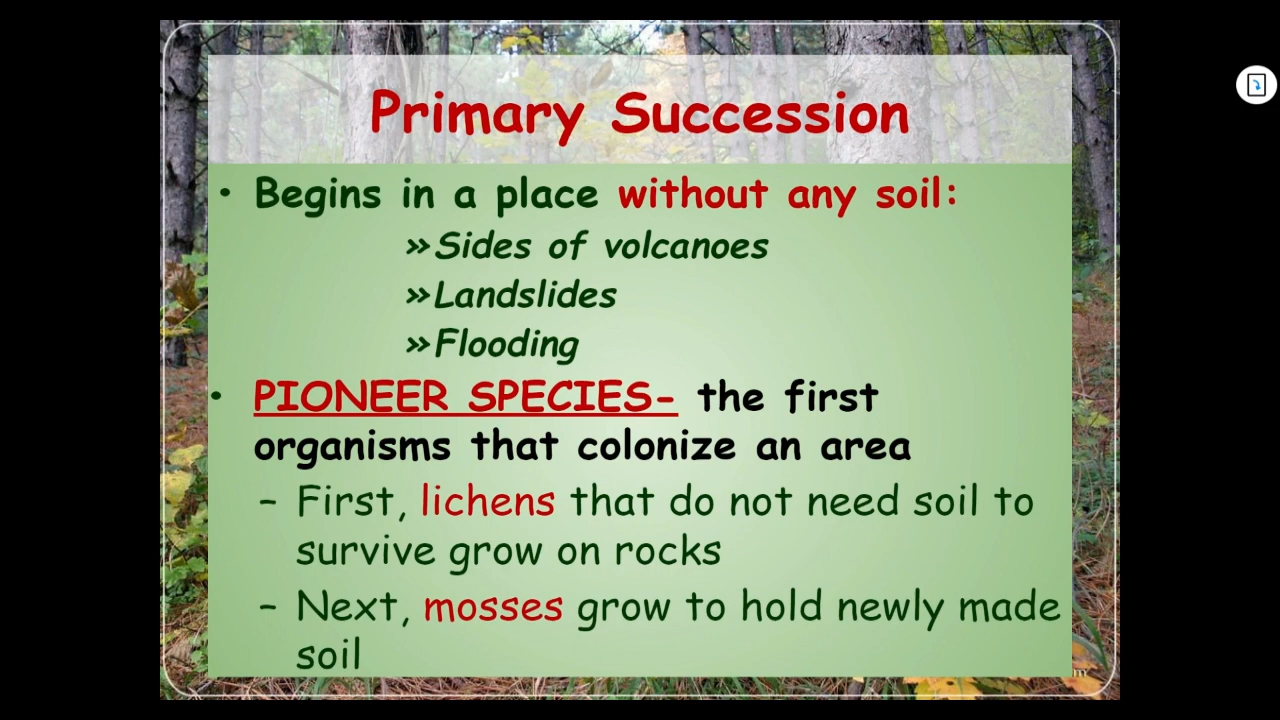 Primary Succession
• Begins in a place without any soil:
»Sides of volcanoes
»Landslides
»Flooding
• PIONEER SPECIES- the first
organisms that colonize an area
– First, lichens that do not need soil to
survive grow on rocks
– Next, mosses grow to hold newly made
soil